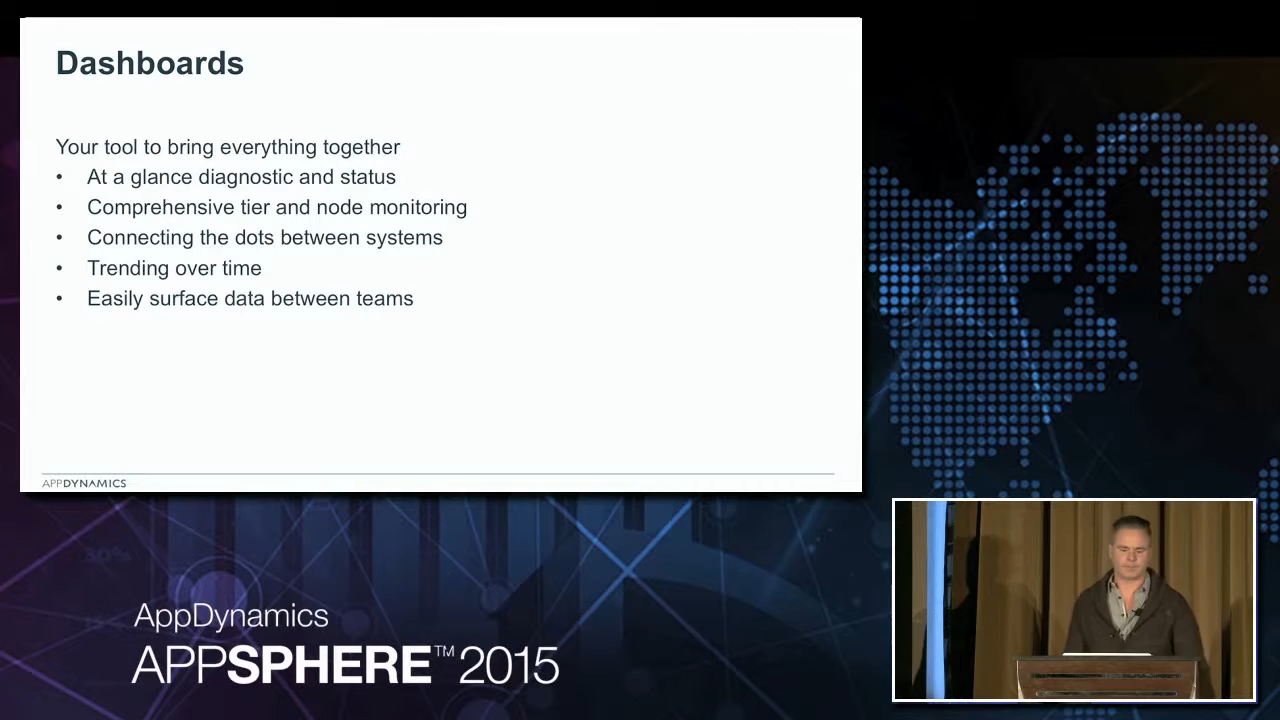 Dashboards
Your tool to bring everything together
• At a glance diagnostic and status
• Comprehensive tier and node monitoring
• Connecting the dots between systems
• Trending over time
• Easily surface data between teams
APPDYNAMICS
30%
AppDynamics
APPSPHERE™ 2015